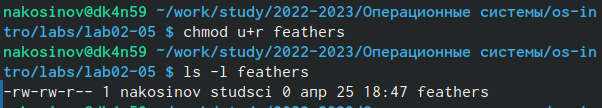 nakosinov@dk4n59 ~/work/study/2022-2023/Операционные системы/os-in
tro/labs/lab02-05 $ chmod u+r feathers
nakosinov@dk4n59 ~/work/study/2022-2023/Операционные системы/os-in
tro/labs/lab02-05 $ ls -l feathers
-rw-rw-r-- 1 nakosinov studsci 0 апр 25 18:47 feathers